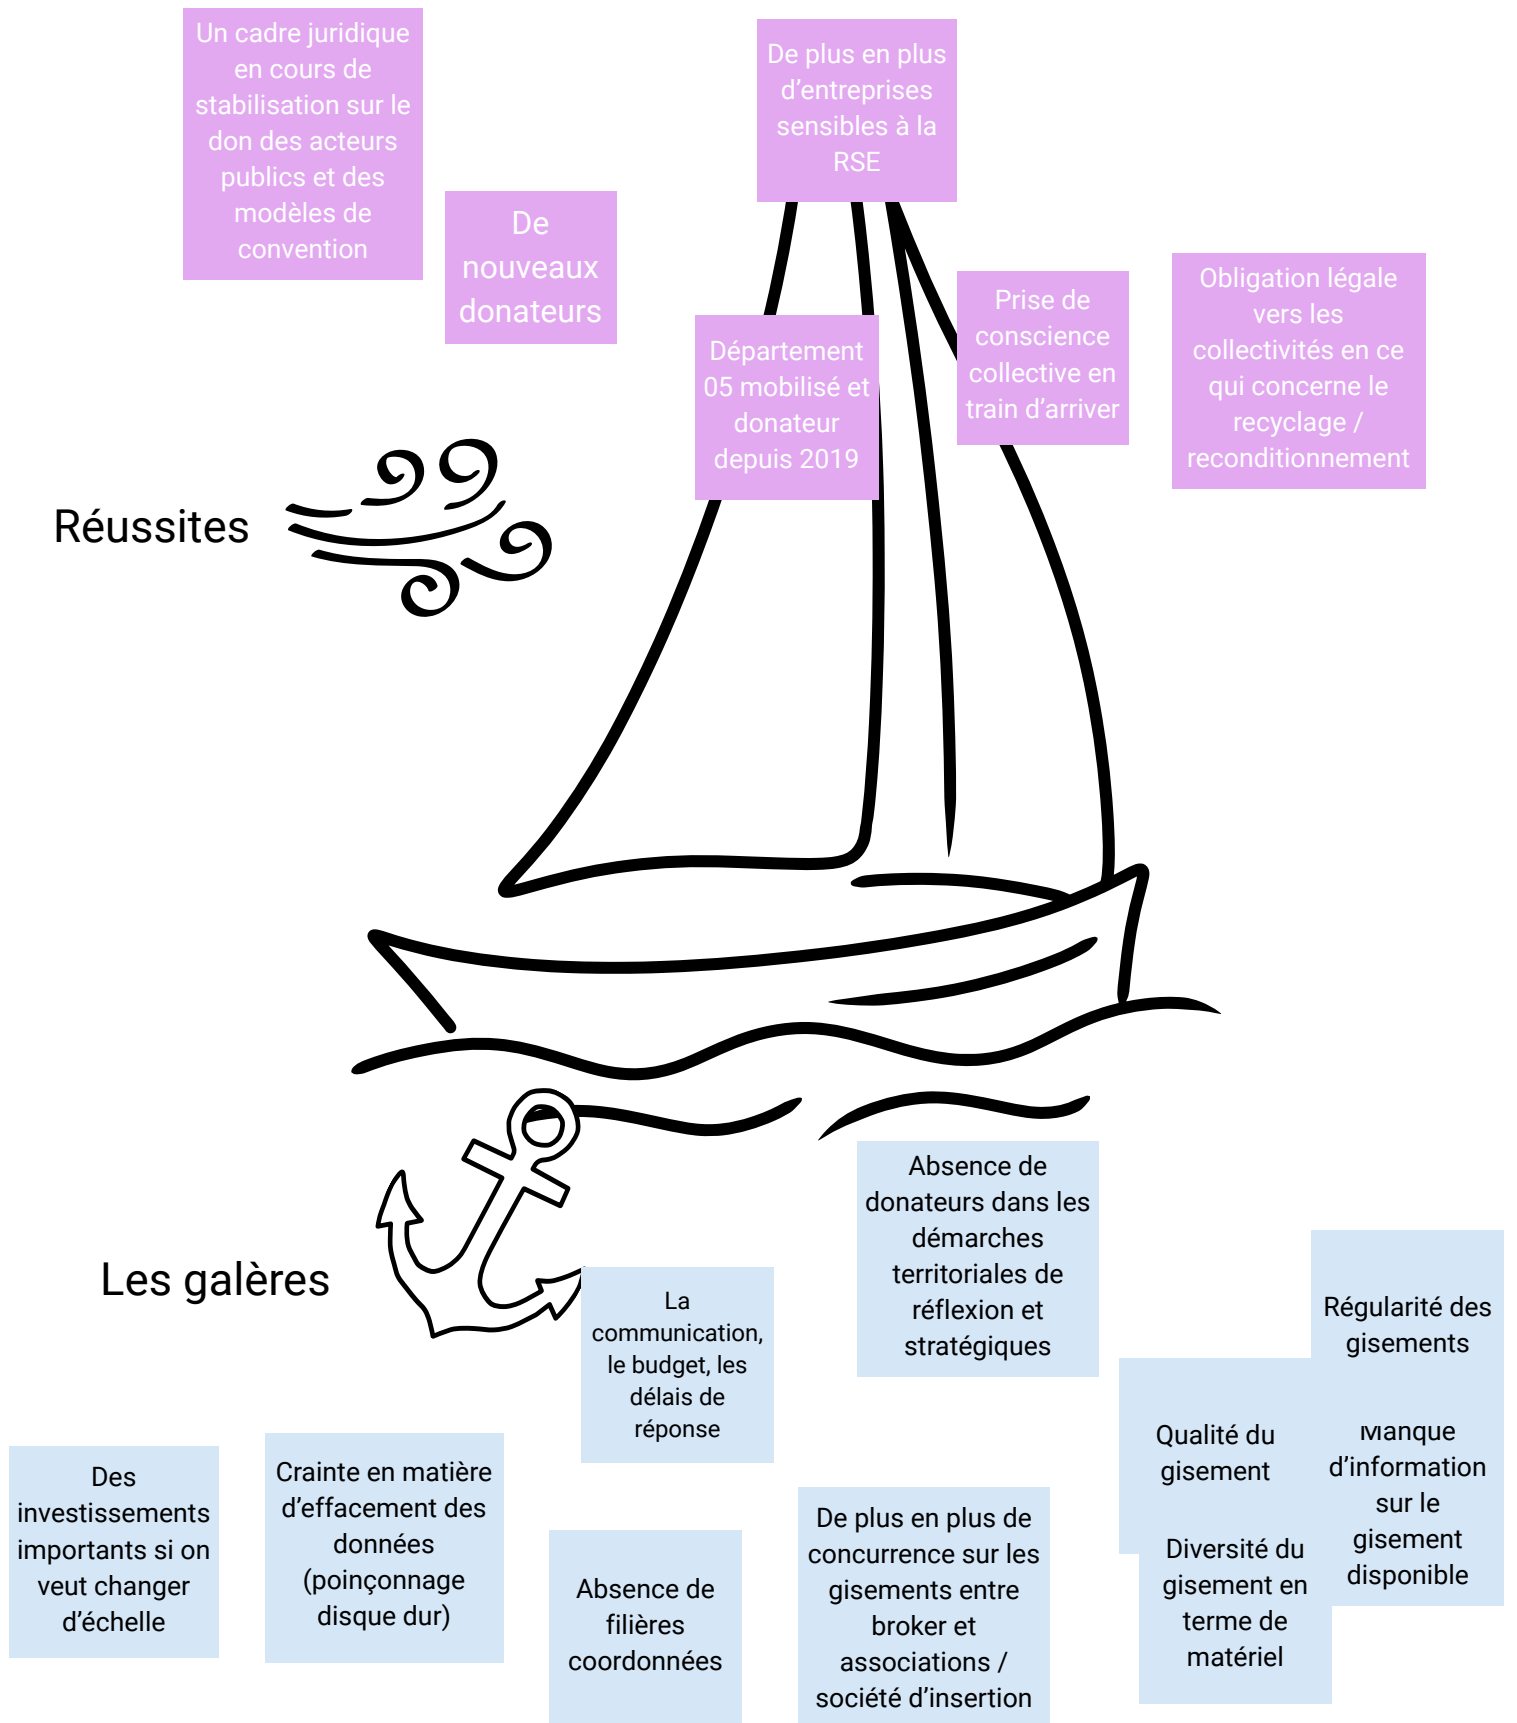 Un cadre juridique
en cours de
stabilisation sur le
don des acteurs
publics et des
modèles de
convention
De plus en plus
d'entreprises
sensibles à la
RSE
De
nouveaux
donateurs
Département
05 mobilisé et
donateur
depuis 2019
Prise de
conscience
collective en
train d'arriver
Obligation légale
vers les
collectivités en ce
qui concerne le
recyclage /
reconditionnement
Réussites
Les galères
Absence de
donateurs dans les
démarches
territoriales de
réflexion et
stratégiques
La
communication,
le budget, les
délais de
réponse
Régularité des
gisements
Qualité du
gisement
Manque
d'information
sur le
gisement
disponible
Des
investissements
importants si on
veut changer
d'échelle
Crainte en matière
d'effacement des
données
(poinçonnage
disque dur)
Absence de
filières
coordonnées
De plus en plus de
concurrence sur les
gisements entre
broker et
associations /
société d'insertion
Diversité du
gisement en
terme de
matériel